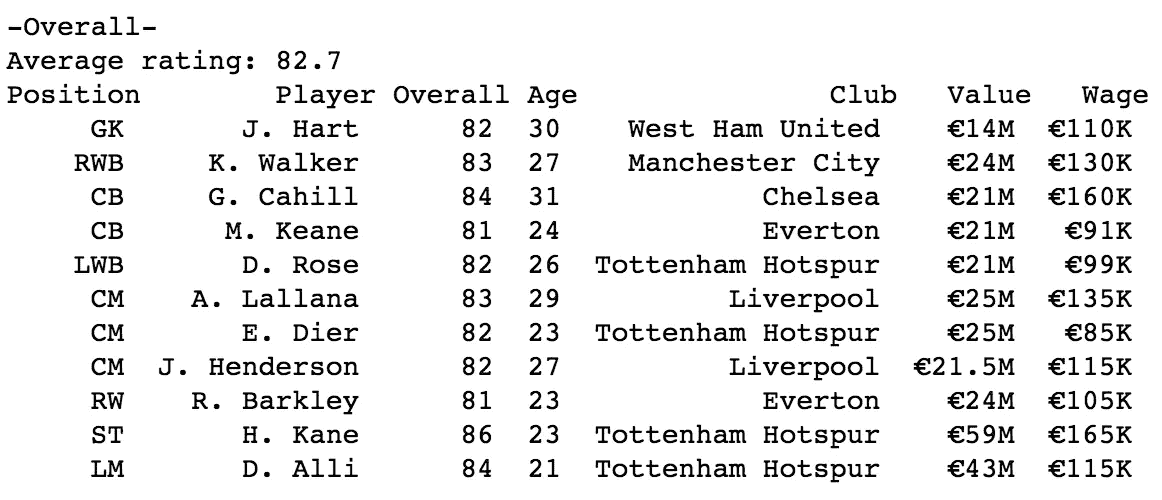 -Overall-
Average rating: 82.7
Position Player Overall Age Club Value Wage
GK J. Hart 82 30 West Ham United €14M €110K
RWB K. Walker 83 27 Manchester City €24M €130K
CB G. Cahill 84 31 Chelsea €21M €160K
CB M. Keane 81 24 Everton €21M €91K
LWB D. Rose 82 26 Tottenham Hotspur €21M €99K
CM A. Lallana 83 29 Liverpool €25M €135K
CM E. Dier 82 23 Tottenham Hotspur €25M €85K
CM J. Henderson 82 27 Liverpool €21.5M €115K
RW R. Barkley 81 23 Everton €24M €105K
ST H. Kane 86 23 Tottenham Hotspur €59M €165K
LM D. Alli 84 21 Tottenham Hotspur €43M €115K